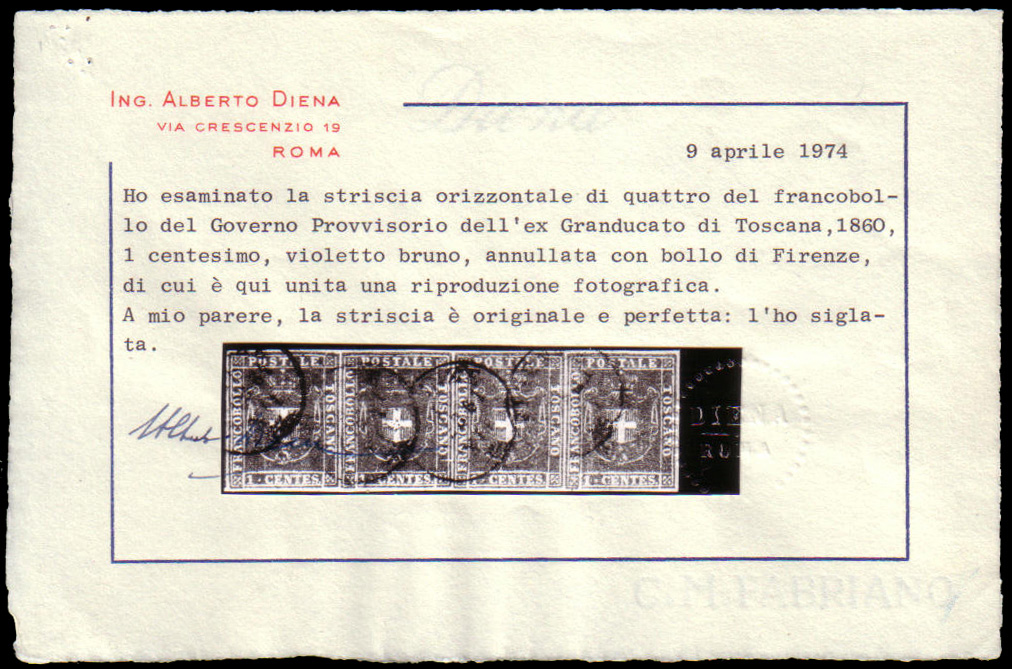 ING. ALBERTO DIENA
VIA CRESCENZIO 19
ROMA
9 aprile 1974
Ho esaminato la striscia orizzontale di quattro del francobol-
lo del Governo Provvisorio dell'ex Granducato di Toscana,1860,
1 centesimo, violetto bruno, annullata con bollo di Firenze,
di cui è qui unita una riproduzione fotografica.
A mio parere, la striscia è originale e perfetta: l'ho sigla-
ta.
POSTALE POSTALE POSTALE POSTALE
FRANCOBOLLO TOSCANO FRANCOBOLLO TOSCANO FRANCOBOLLO TOSCANO FRANCOBOLLO TOSCANO
1 CENTES. 1 CENTES. 1 CENTES. 1 CENTES.
DIENA
ROMA
Diena
C.M.FABRIANO